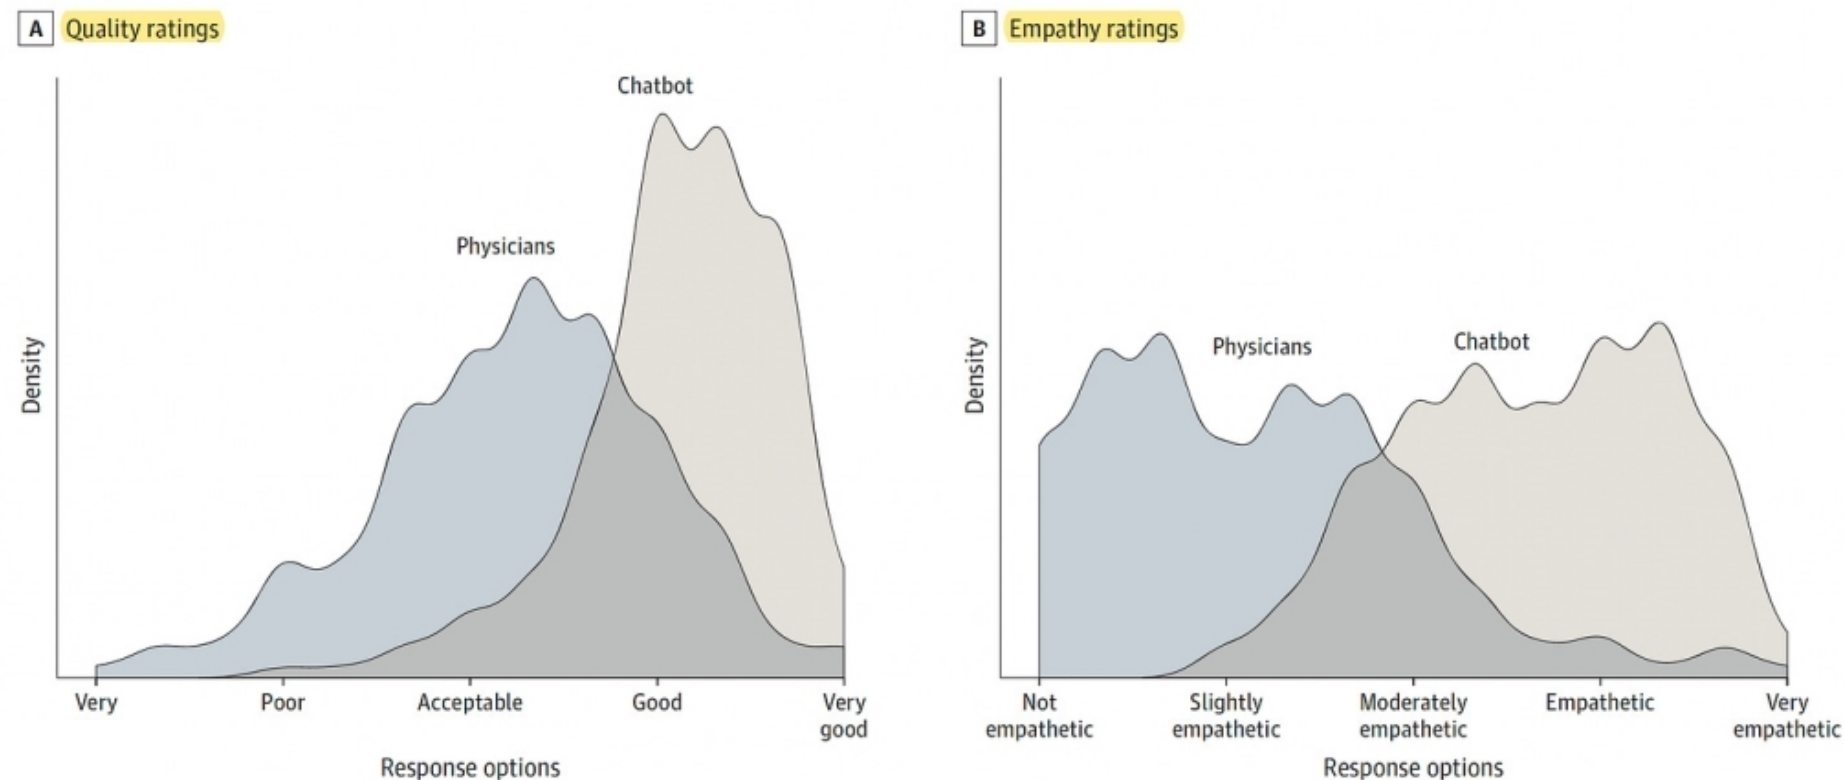 A Quality ratings
Chatbot
Physicians
Density
Very
Poor
Acceptable
Good
Very
good
Response options
B Empathy ratings
Physicians
Chatbot
Density
Not
empathetic
Slightly
empathetic
Moderately
empathetic
Empathetic
Very
empathetic
Response options